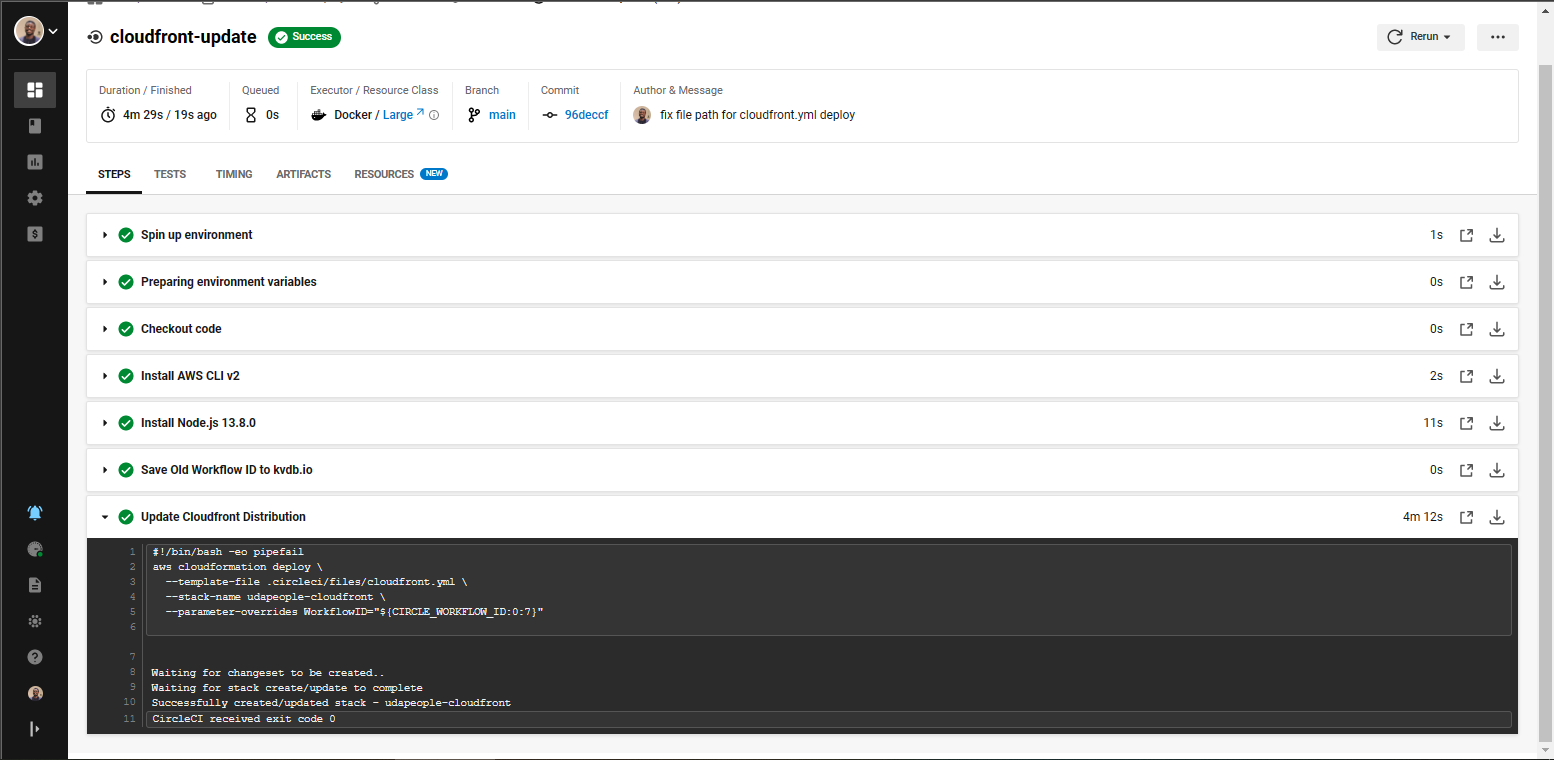 cloudfront-update Success
Rerun
Duration / Finished Queued Executor / Resource Class Branch Commit Author & Message
4m 29s / 19s ago 0s Docker / Large main 96deccf fix file path for cloudfront.yml deploy
STEPS TESTS TIMING ARTIFACTS RESOURCES NEW
Spin up environment 1s
Preparing environment variables 0s
Checkout code 0s
Install AWS CLI v2 2s
Install Node.js 13.8.0 11s
Save Old Workflow ID to kvdb.io 0s
Update Cloudfront Distribution 4m 12s
1 #!/bin/bash -eo pipefail
2 aws cloudformation deploy \
3 --template-file .circleci/files/cloudfront.yml \
4 --stack-name udapeople-cloudfront \
5 --parameter-overrides WorkflowID="${CIRCLE_WORKFLOW_ID:0:7}"
6
7
8 Waiting for changeset to be created..
9 Waiting for stack create/update to complete
10 Successfully created/updated stack - udapeople-cloudfront
11 CircleCI received exit code 0